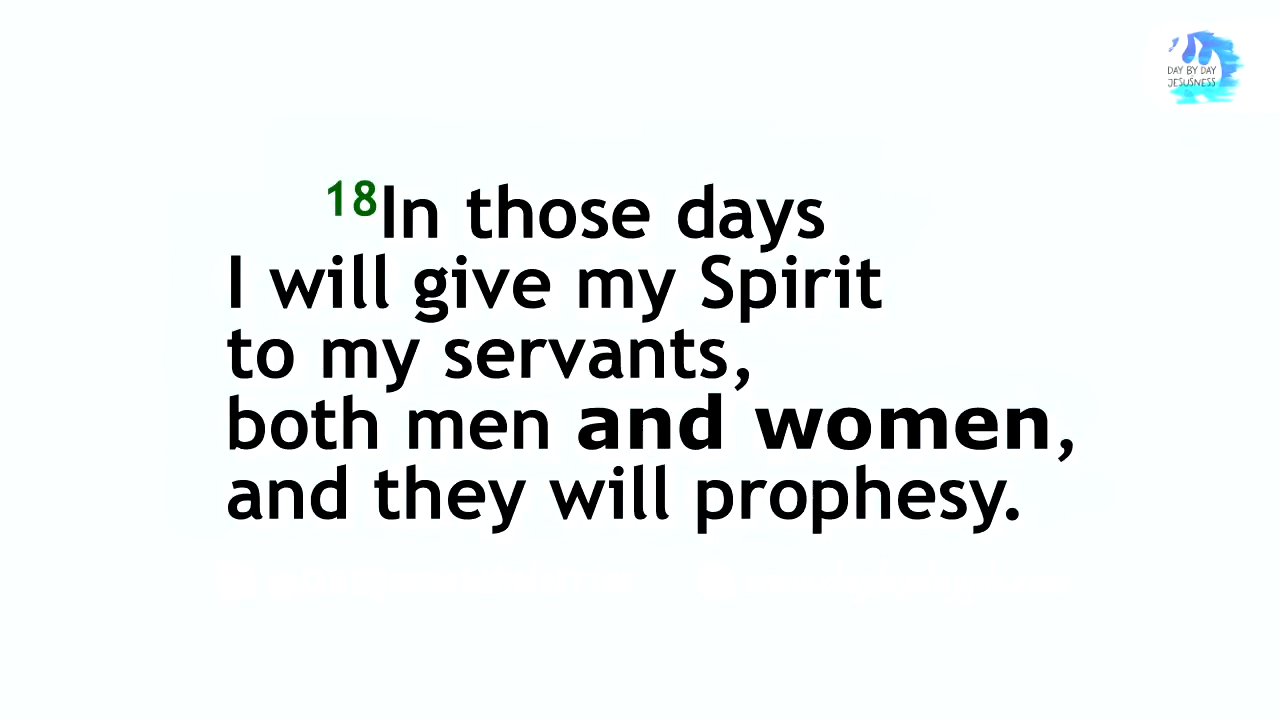 DAY BY DAY
JESUSNESS
18In those days
I will give my Spirit
to my servants,
both men and women,
and they will prophesy.